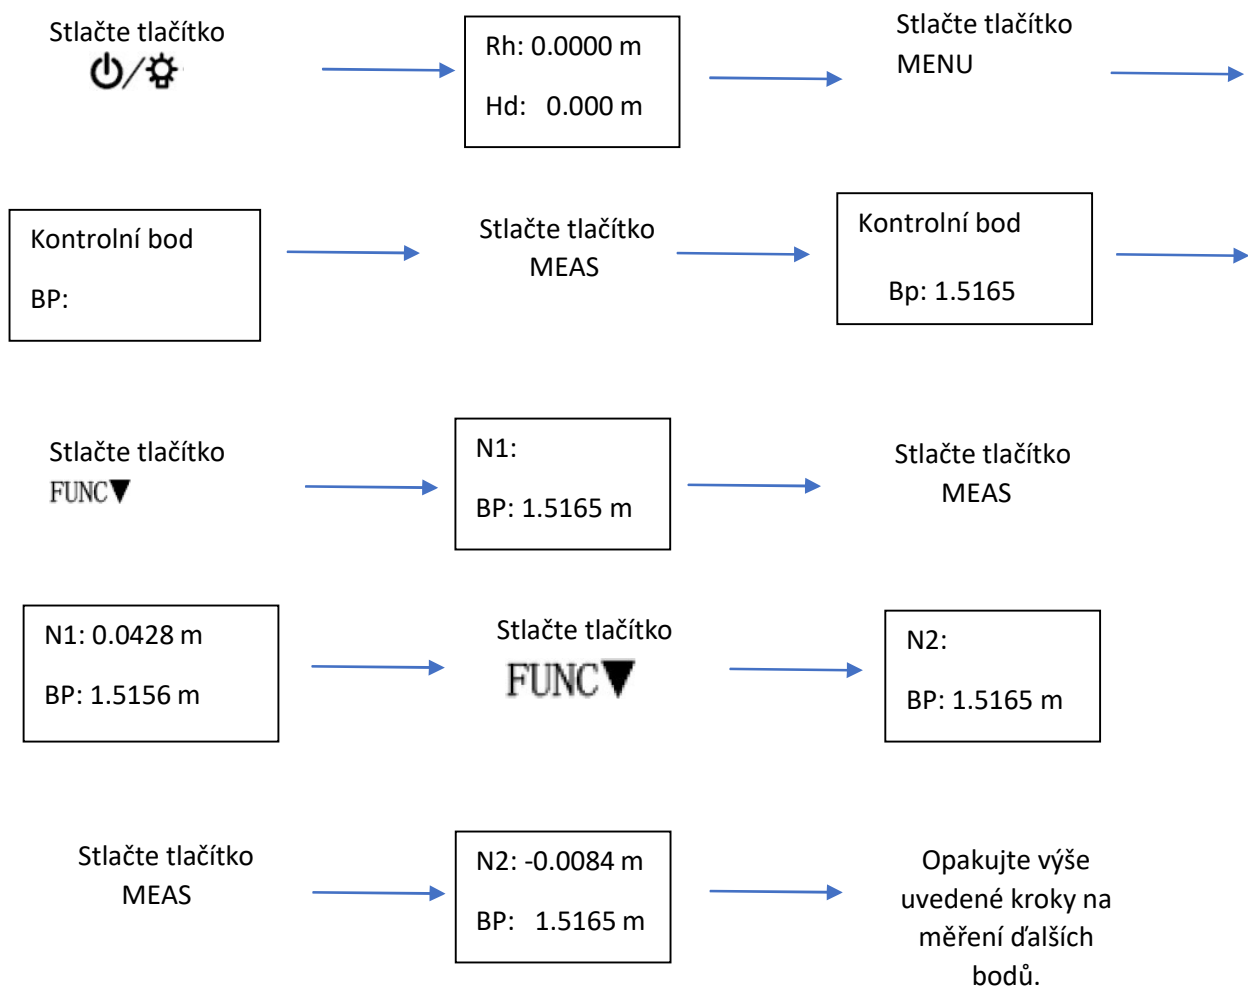 Stlačte tlačítko
Rh: 0.0000 m
Hd: 0.000 m
Stlačte tlačítko
MENU
Kontrolní bod
BP:
Stlačte tlačítko
MEAS
Kontrolní bod
Bp: 1.5165
Stlačte tlačítko
FUNC▼
N1:
BP: 1.5165 m
Stlačte tlačítko
MEAS
N1: 0.0428 m
BP: 1.5156 m
Stlačte tlačítko
FUNC▼
N2:
BP: 1.5165 m
Stlačte tlačítko
MEAS
N2: -0.0084 m
BP: 1.5165 m
Opakujte výše
uvedené kroky na
měření ďalších
bodů.